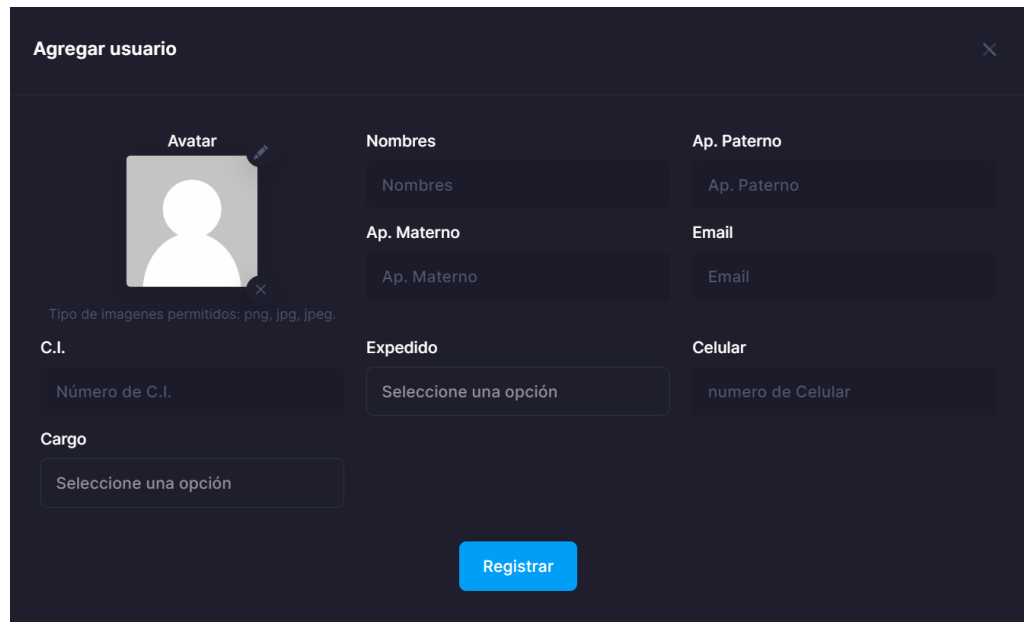 Agregar usuario
Avatar
Nombres
Ap. Paterno
Nombres
Ap. Paterno
Ap. Materno
Email
Ap. Materno
Email
Tipo de imagenes permitidos: png, jpg, jpeg.
C.I.
Expedido
Celular
Número de C.I.
Seleccione una opción
numero de Celular
Cargo
Seleccione una opción
Registrar